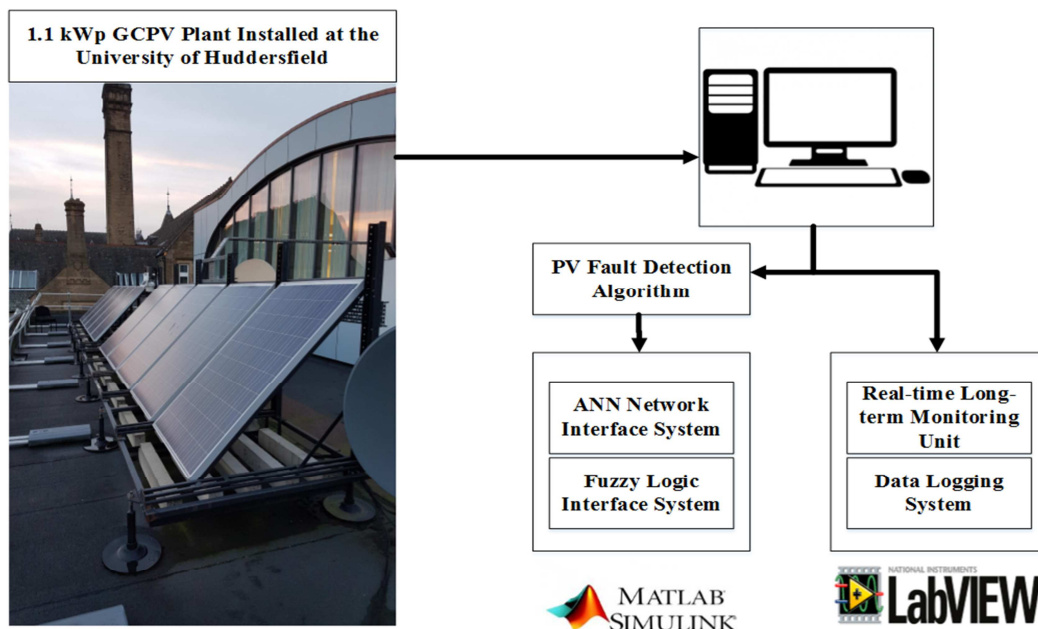 1.1 kWp GCPV Plant Installed at the
University of Huddersfield
PV Fault Detection
Algorithm
ANN Network
Interface System
Fuzzy Logic
Interface System
Real-time Long-
term Monitoring
Unit
Data Logging
System
MATLAB
SIMULINK
NATIONAL INSTRUMENTS
LabVIEW